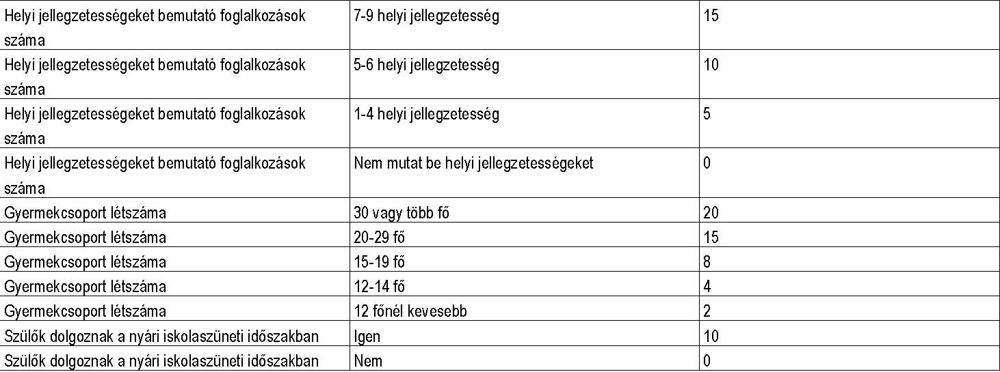 Helyi jellegzetességeket bemutató foglalkozások 7-9 helyi jellegzetesség 15
száma
Helyi jellegzetességeket bemutató foglalkozások 5-6 helyi jellegzetesség 10
száma
Helyi jellegzetességeket bemutató foglalkozások 1-4 helyi jellegzetesség 5
száma
Helyi jellegzetességeket bemutató foglalkozások Nem mutat be helyi jellegzetességeket 0
száma
Gyermekcsoport létszáma 30 vagy több fő 20
Gyermekcsoport létszáma 20-29 fő 15
Gyermekcsoport létszáma 15-19 fő 8
Gyermekcsoport létszáma 12-14 fő 4
Gyermekcsoport létszáma 12 főnél kevesebb 2
Szülők dolgoznak a nyári iskolaszüneti időszakban Igen 10
Szülők dolgoznak a nyári iskolaszüneti időszakban Nem 0